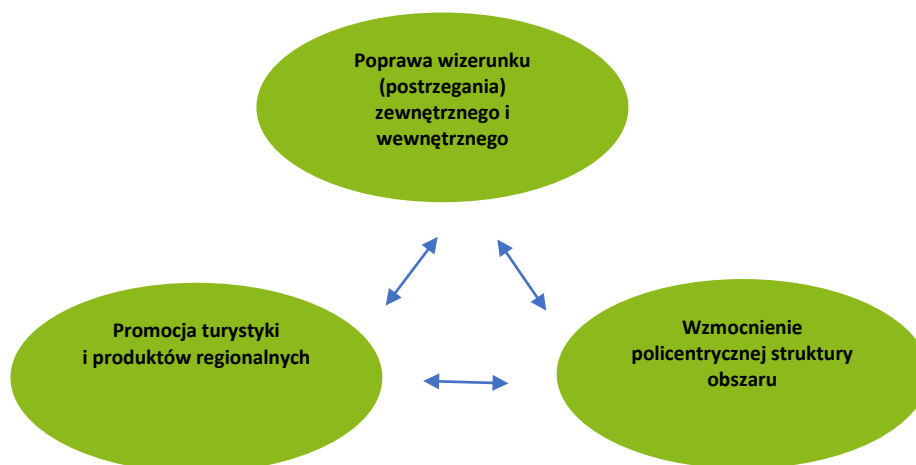 Poprawa wizerunku
(postrzegania)
zewnętrznego i
wewnętrznego
Promocja turystyki
i produktów regionalnych
Wzmocnienie
policentrycznej struktury
obszaru